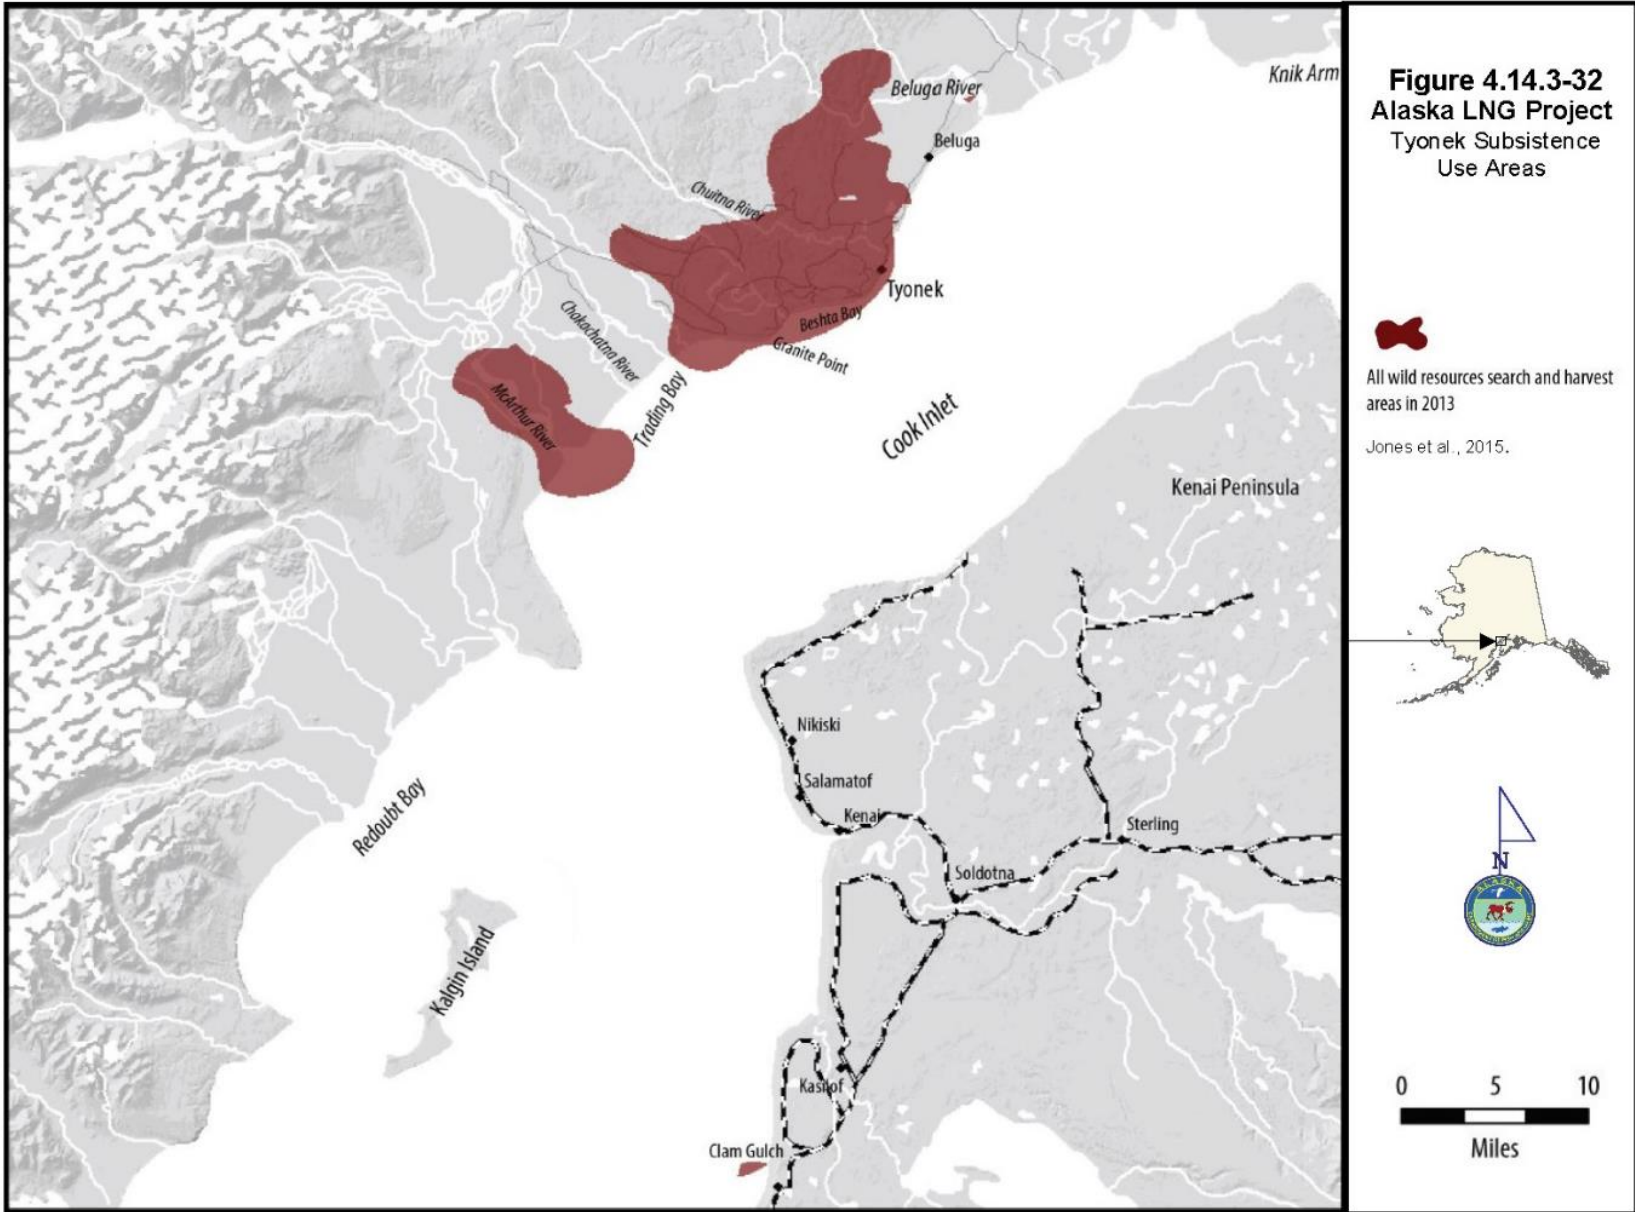 Knik Arm
Beluga River
Beluga
Chuitna River
Tyonek
Beshta Bay
Granite Point
Chakachatna River
McArthur River
Trading Bay
Cook Inlet
Kenai Peninsula
Nikiski
Salamatof
Kenai
Sterling
Soldotna
Redoubt Bay
Kalgin Island
Kasilof
Clam Gulch
Figure 4.14.3-32
Alaska LNG Project
Tyonek Subsistence
Use Areas
All wild resources search and harvest
areas in 2013
Jones et al., 2015.
N
ALASKA
0 5 10
Miles